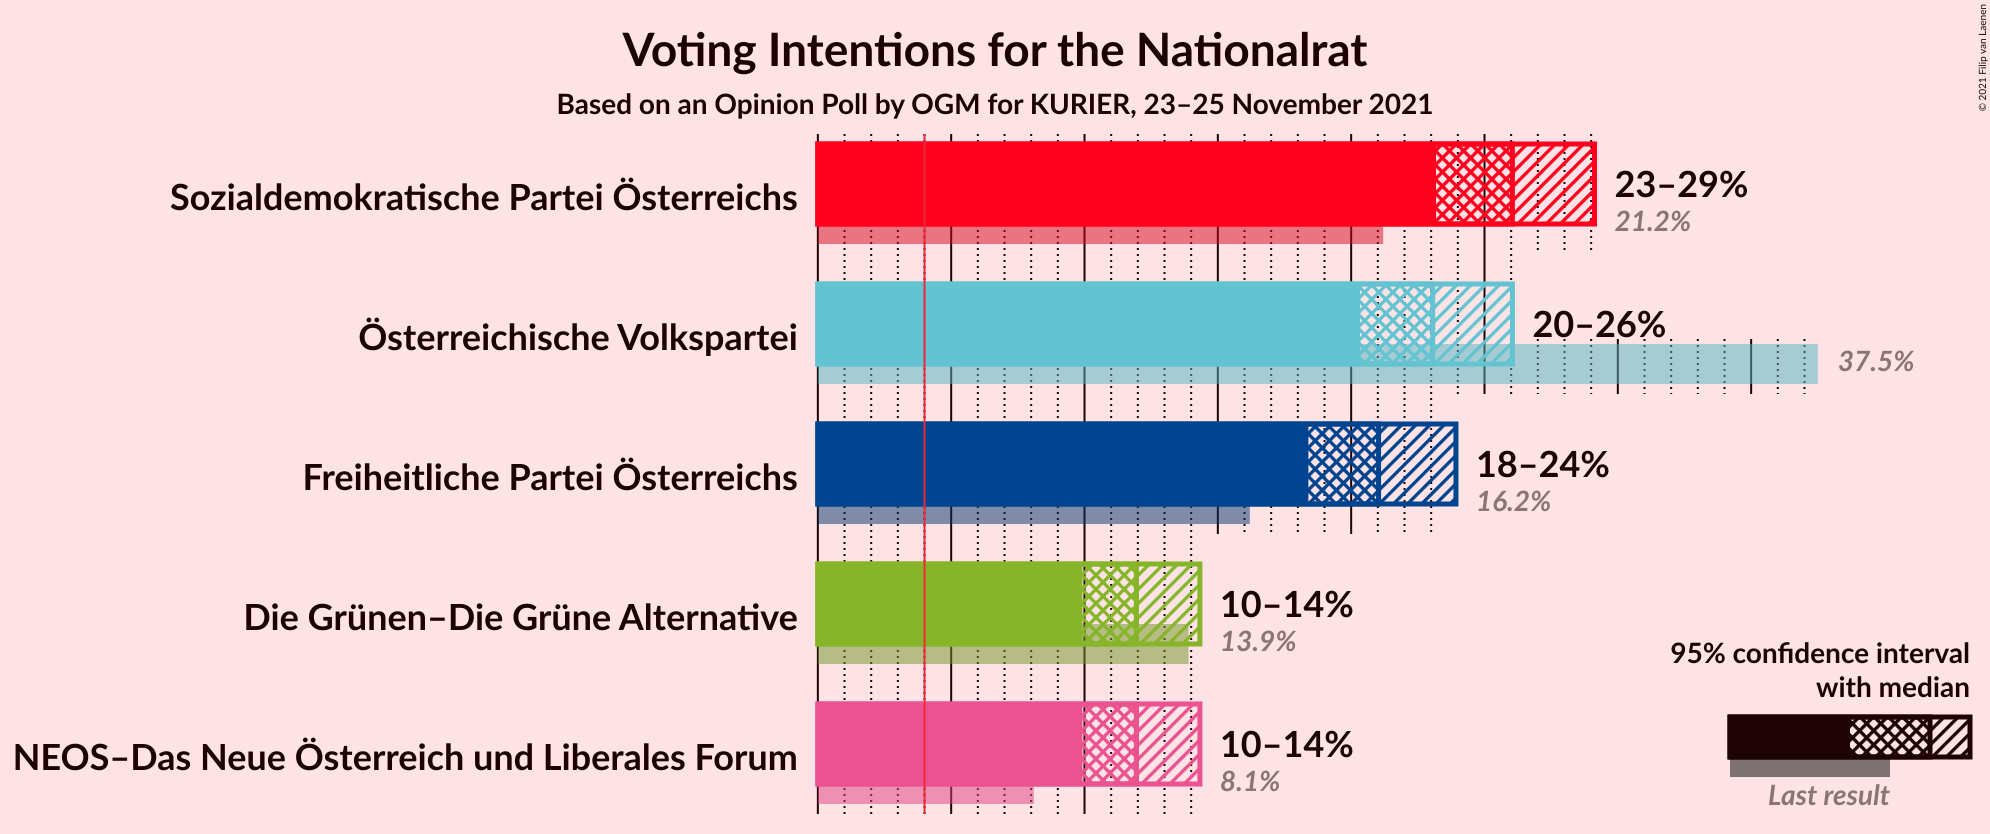 Voting Intentions for the Nationalrat
Based on an Opinion Poll by OGM for KURIER, 23–25 November 2021
© 2021 Filip van Laenen
Sozialdemokratische Partei Österreichs
23–29%
21.2%
Österreichische Volkspartei
20–26%
37.5%
Freiheitliche Partei Österreichs
18–24%
16.2%
Die Grünen–Die Grüne Alternative
10–14%
13.9%
NEOS–Das Neue Österreich und Liberales Forum
10–14%
8.1%
95% confidence interval
with median
Last result